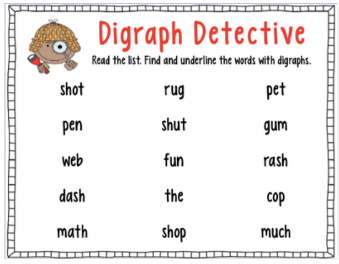 Digraph Detective
Read the list. Find and underline the words with digraphs.
shot rug pet
pen shut gum
web fun rash
dash the cop
math shop much